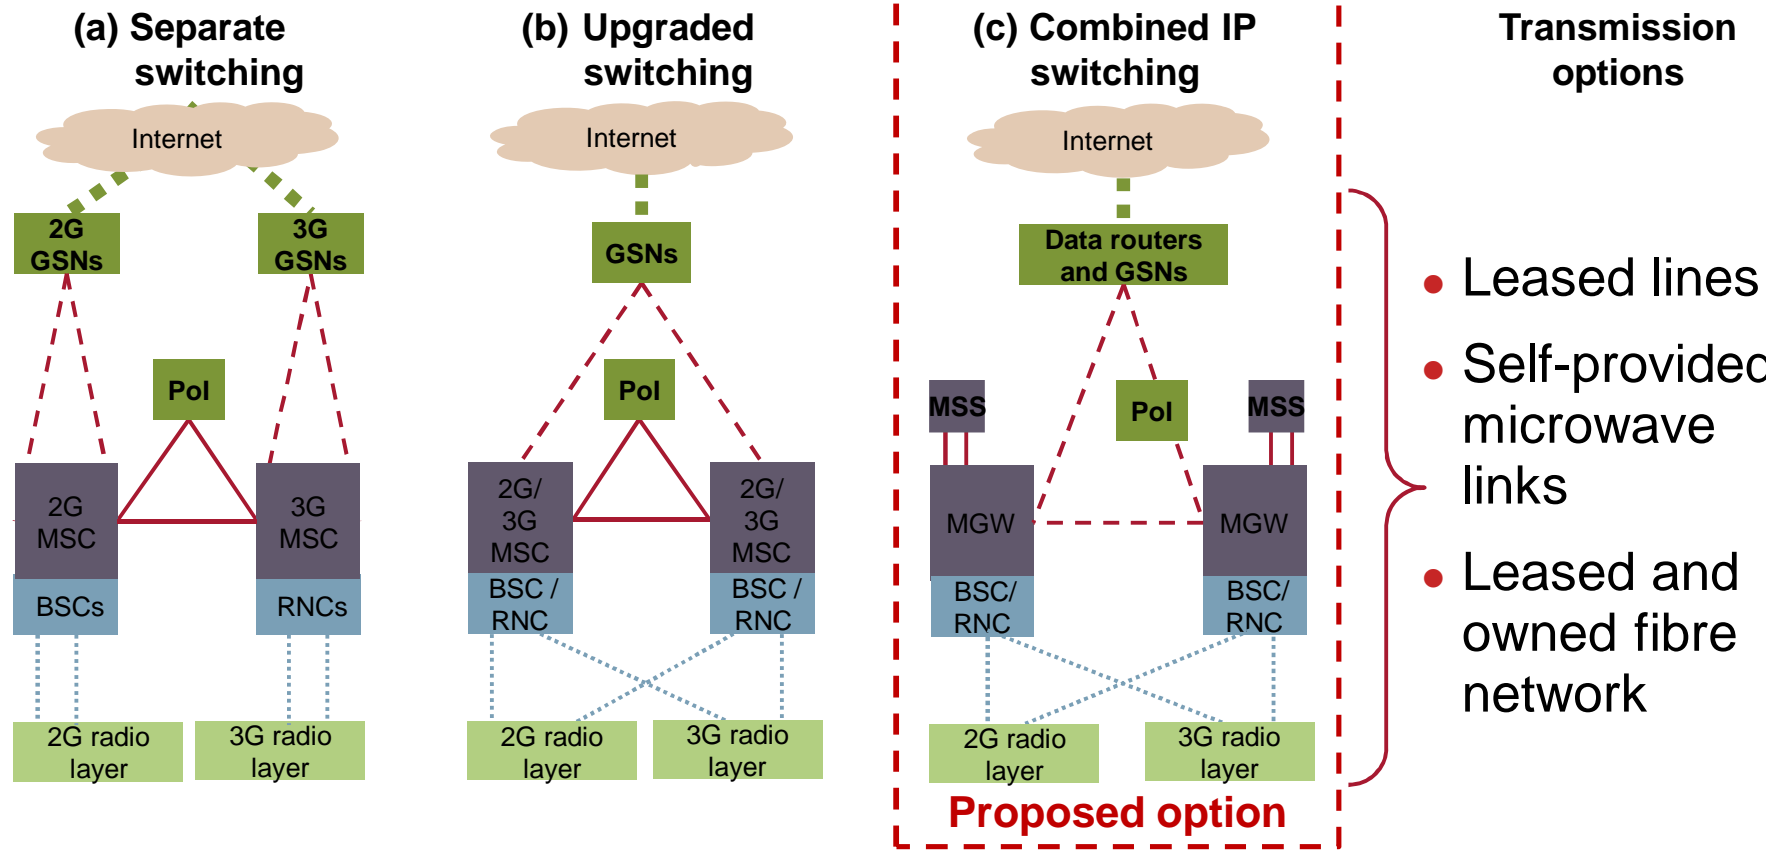 (a) Separate
switching
Internet
2G
GSNs
3G
GSNs
PoI
2G
MSC
3G
MSC
BSCs
RNCs
2G radio
layer
3G radio
layer
(b) Upgraded
switching
Internet
GSNs
PoI
2G/
3G
MSC
2G/
3G
MSC
BSC /
RNC
BSC /
RNC
2G radio
layer
3G radio
layer
(c) Combined IP
switching
Internet
Data routers
and GSNs
MSS
PoI
MSS
MGW
MGW
BSC/
RNC
BSC/
RNC
2G radio
layer
3G radio
layer
Proposed option
Transmission
options
• Leased lines
• Self-provided
microwave
links
• Leased and
owned fibre
network